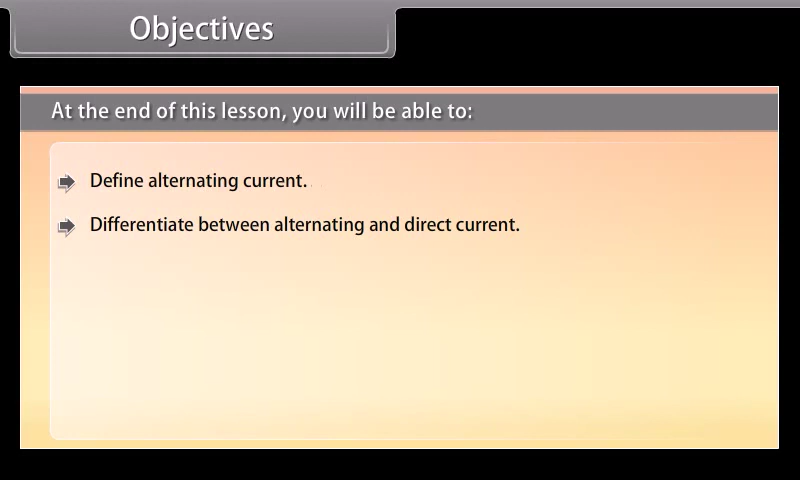 Objectives
At the end of this lesson, you will be able to:
Define alternating current.
Differentiate between alternating and direct current.